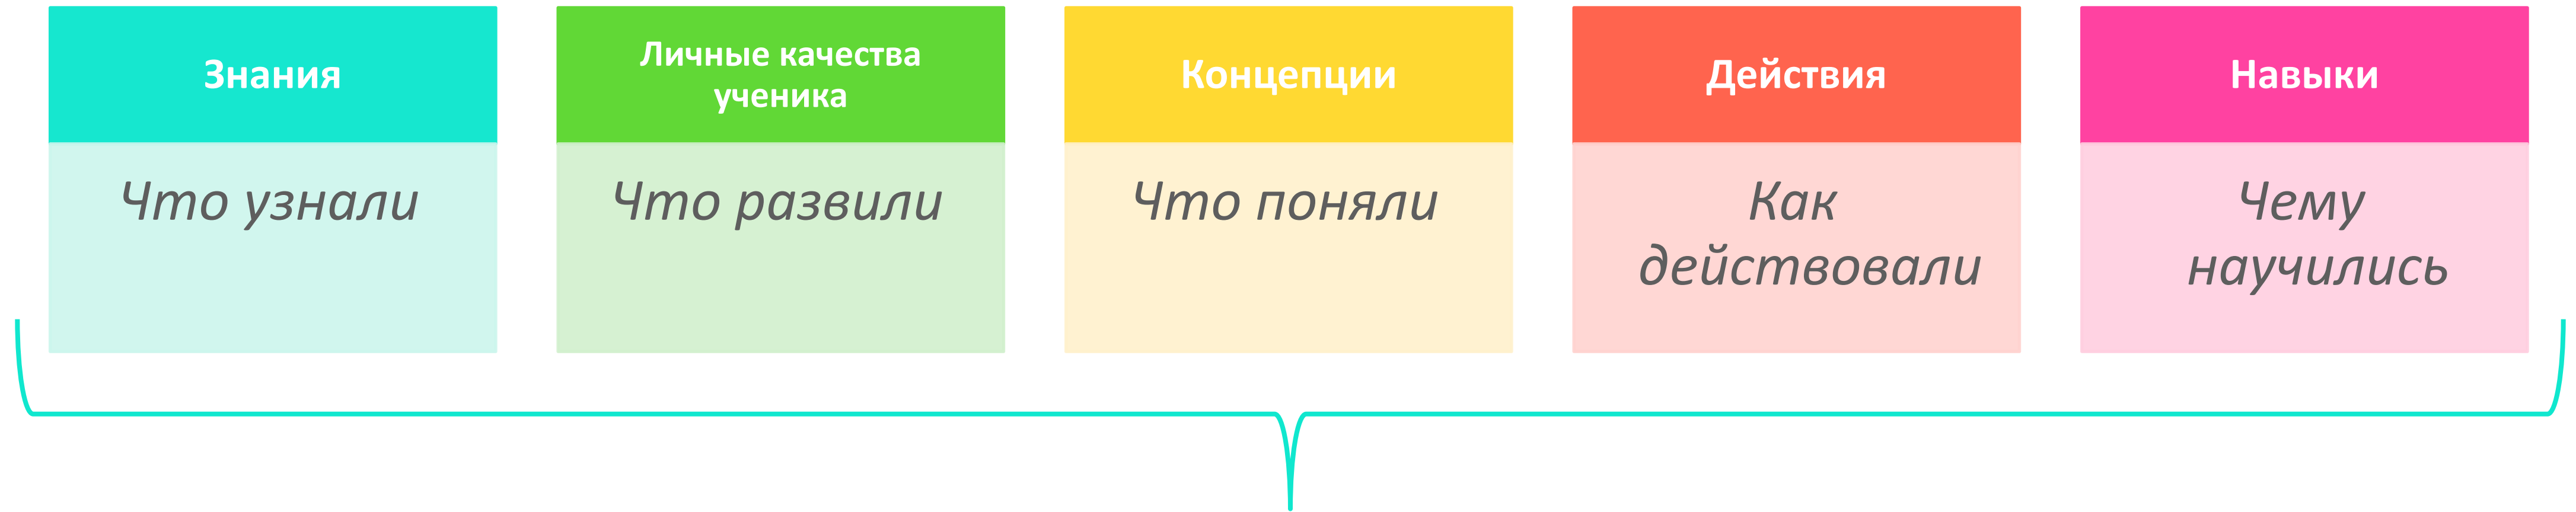 Знания
Что узнали
Личные качества
ученика
Что развили
Концепции
Что поняли
Действия
Как
действовали
Навыки
Чему
научились